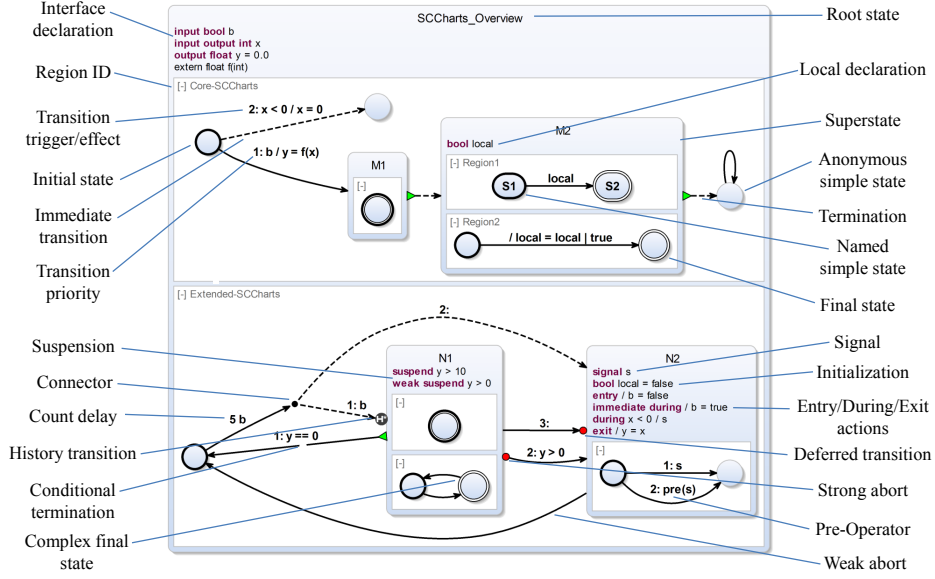 Interface
declaration
Region ID
Transition
trigger/effect
Initial state
Immediate
transition
Transition
priority
Suspension
Connector
Count delay
History transition
Conditional
termination
Complex final
state
SCCharts_Overview
input bool b
input output int x
output float y = 0.0
extern float f(int)
[-] Core-SCCharts
2: x < 0 / x = 0
1: b / y = f(x)
M1
[-]
M2
bool local
[-] Region1
S1
local
S2
[-] Region2
/ local = local | true
[-] Extended-SCCharts
2:
5 b
1: b
H*
1: y == 0
N1
suspend y > 10
weak suspend y > 0
[-]
[-]
3:
2: y > 0
N2
signal s
bool local = false
entry / b = false
immediate during / b = true
during x < 0 / s
exit / y = x
[-]
1: s
2: pre(s)
Root state
Local declaration
Superstate
Anonymous
simple state
Termination
Named
simple state
Final state
Signal
Initialization
Entry/During/Exit
actions
Deferred transition
Strong abort
Pre-Operator
Weak abort